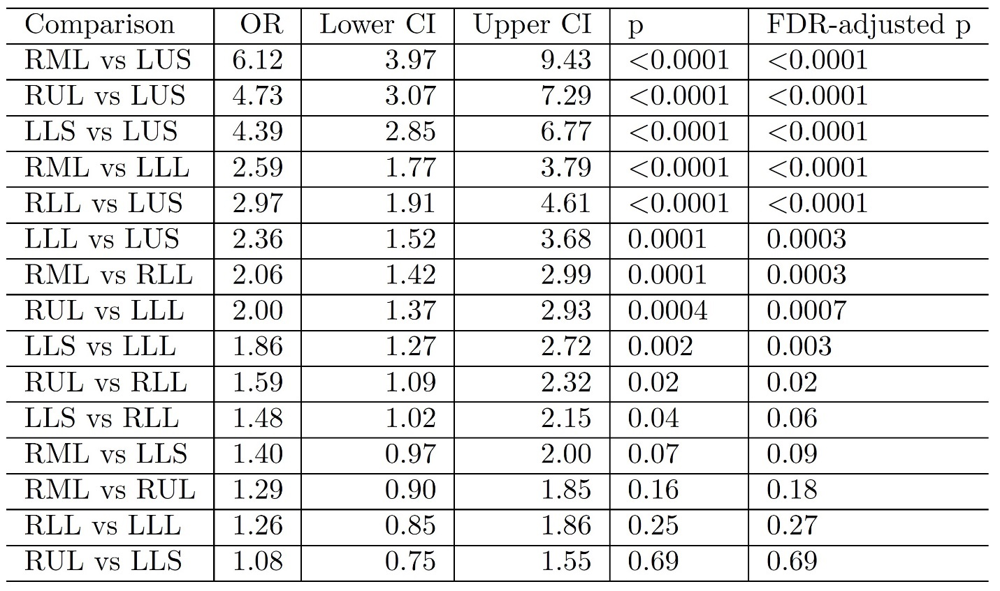 Comparison OR Lower CI Upper CI p FDR-adjusted p
RML vs LUS 6.12 3.97 9.43 <0.0001 <0.0001
RUL vs LUS 4.73 3.07 7.29 <0.0001 <0.0001
LLS vs LUS 4.39 2.85 6.77 <0.0001 <0.0001
RML vs LLL 2.59 1.77 3.79 <0.0001 <0.0001
RLL vs LUS 2.97 1.91 4.61 <0.0001 <0.0001
LLL vs LUS 2.36 1.52 3.68 0.0001 0.0003
RML vs RLL 2.06 1.42 2.99 0.0001 0.0003
RUL vs LLL 2.00 1.37 2.93 0.0004 0.0007
LLS vs LLL 1.86 1.27 2.72 0.002 0.003
RUL vs RLL 1.59 1.09 2.32 0.02 0.02
LLS vs RLL 1.48 1.02 2.15 0.04 0.06
RML vs LLS 1.40 0.97 2.00 0.07 0.09
RML vs RUL 1.29 0.90 1.85 0.16 0.18
RLL vs LLL 1.26 0.85 1.86 0.25 0.27
RUL vs LLS 1.08 0.75 1.55 0.69 0.69